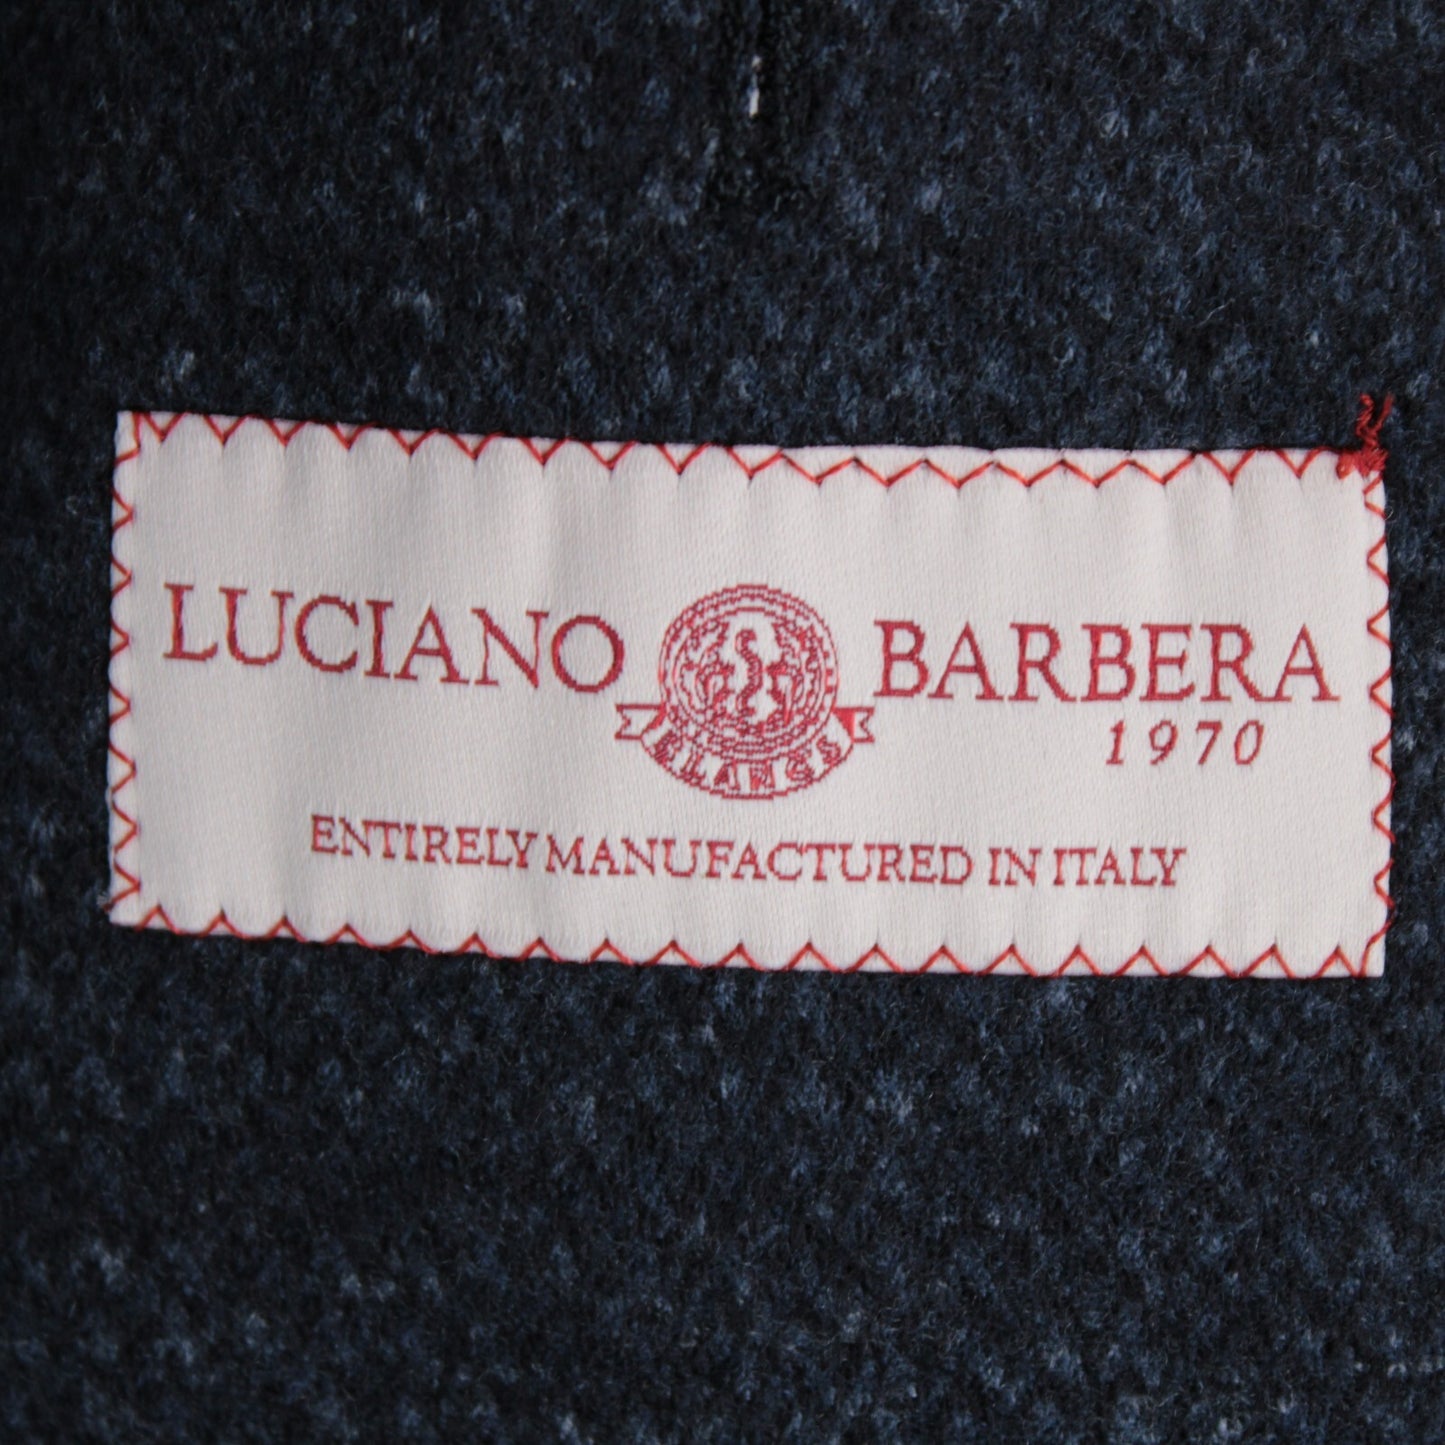 LUCIANO BARBERA
1970
ENTIRELY MANUFACTURED IN ITALY